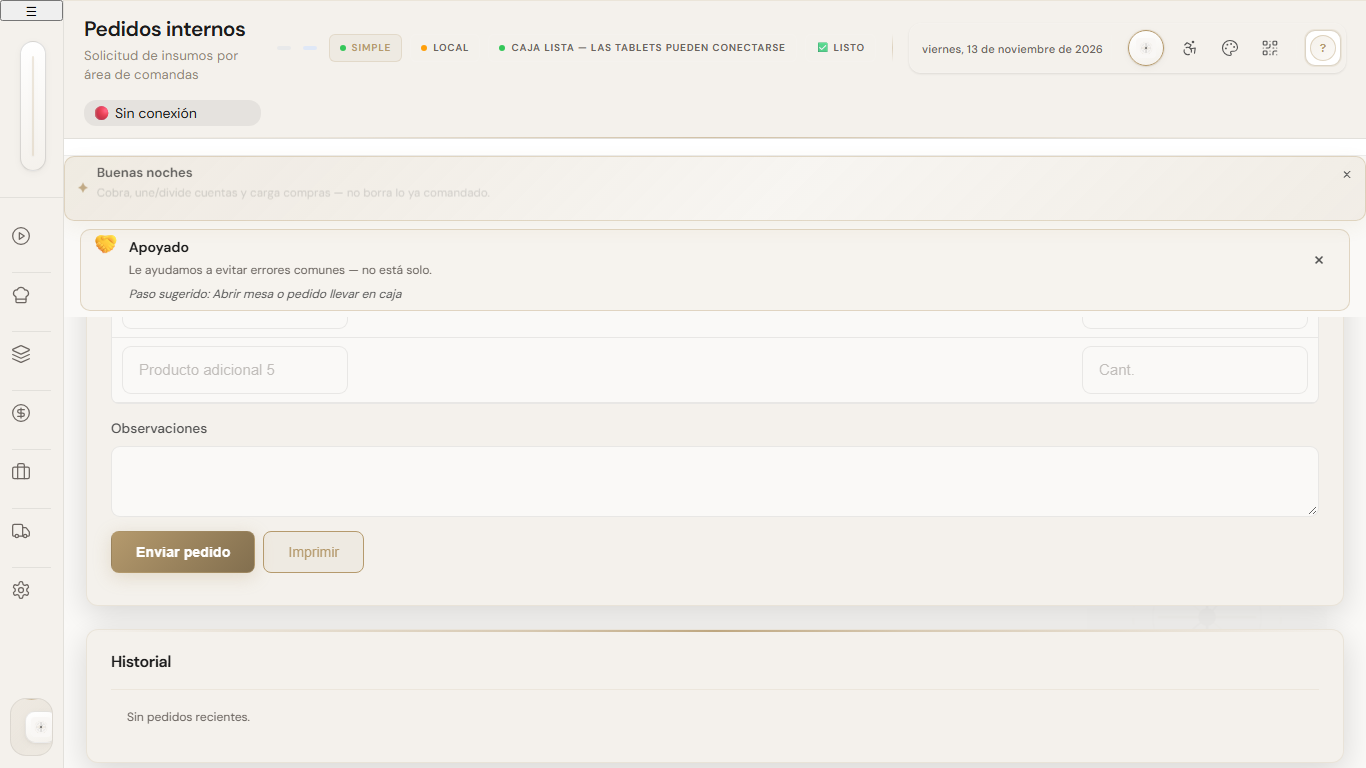 ☰
Pedidos internos
Solicitud de insumos por
área de comandas
SIMPLE
LOCAL
CAJA LISTA — LAS TABLETS PUEDEN CONECTARSE
✅ LISTO
viernes, 13 de noviembre de 2026
?
Sin conexión
Buenas noches
Cobra, une/divide cuentas y carga compras — no borra lo ya comandado.
Apoyado
Le ayudamos a evitar errores comunes — no está solo.
Paso sugerido: Abrir mesa o pedido llevar en caja
Producto adicional 5
Cant.
Observaciones
Enviar pedido
Imprimir
Historial
Sin pedidos recientes.